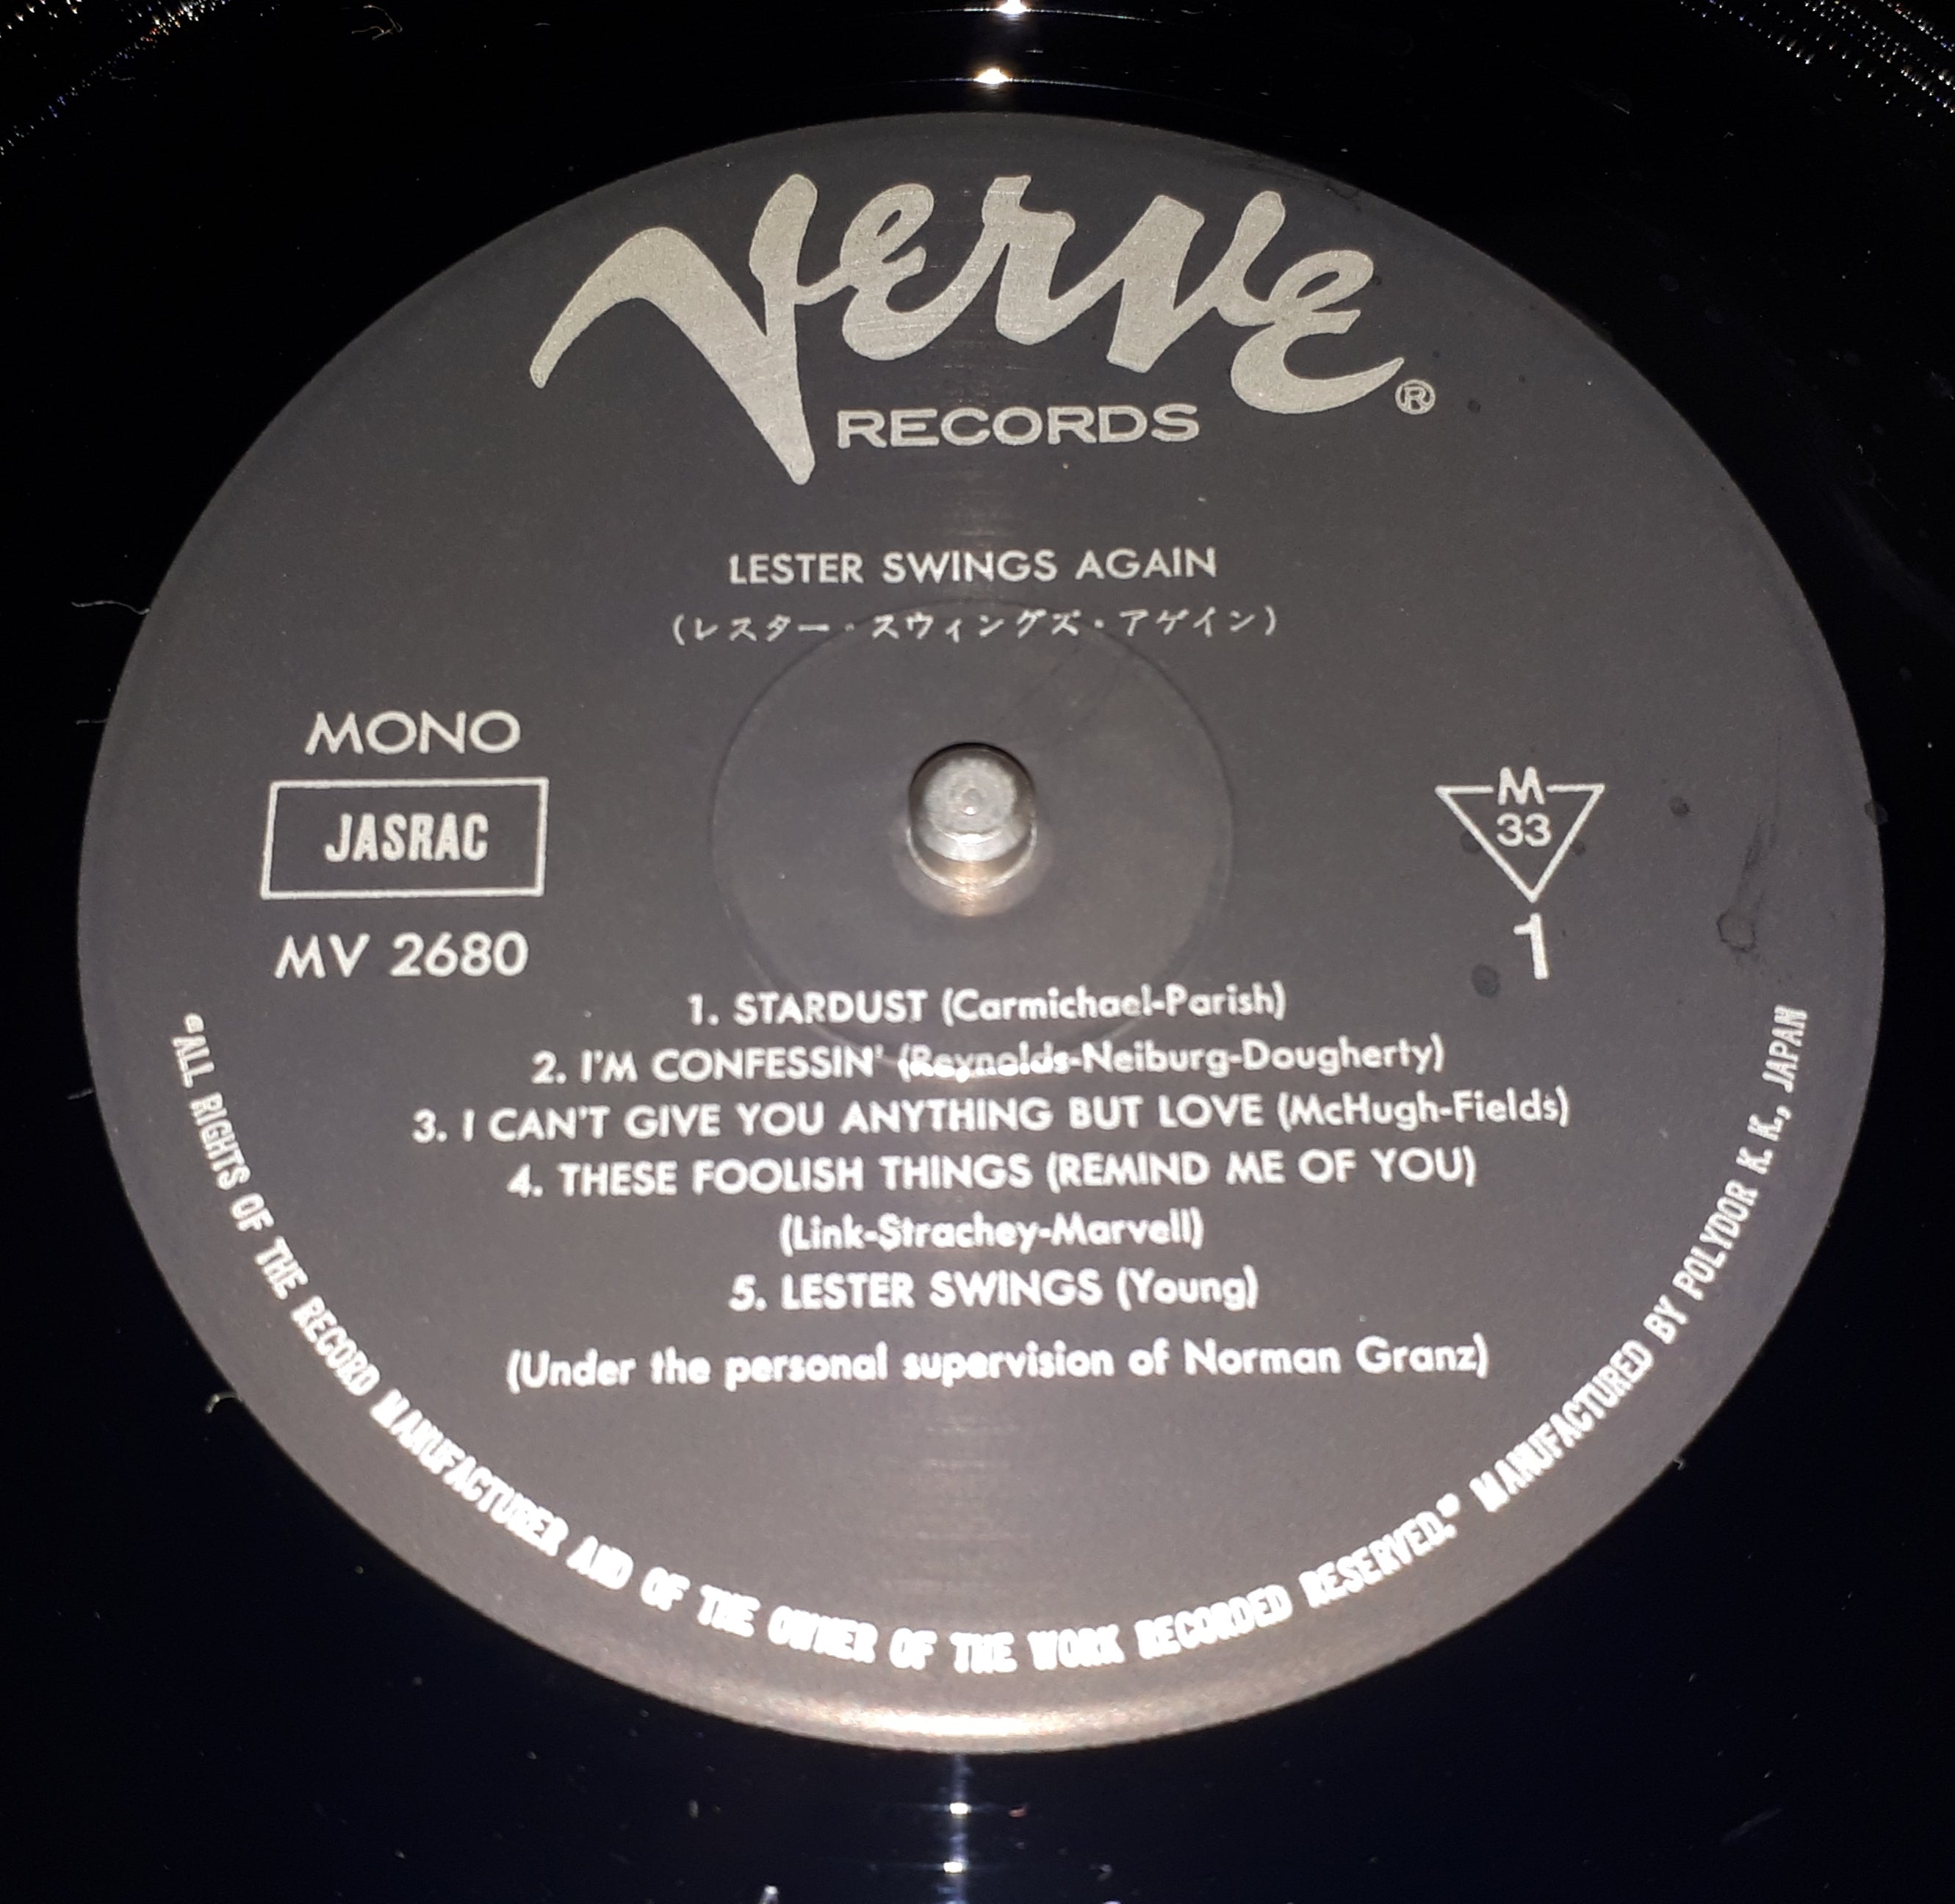 Verve
®
RECORDS
LESTER SWINGS AGAIN
(レスター・スウィングズ・アゲイン)
MONO
JASRAC
MV 2680
M
33
1
1. STARDUST (Carmichael-Parish)
2. I'M CONFESSIN' (Reynolds-Neiburg-Dougherty)
3. I CAN'T GIVE YOU ANYTHING BUT LOVE (McHugh-Fields)
4. THESE FOOLISH THINGS (REMIND ME OF YOU)
(Link-Strachey-Marvell)
5. LESTER SWINGS (Young)
(Under the personal supervision of Norman Granz)
"ALL RIGHTS OF THE RECORD MANUFACTURER AND OF THE OWNER OF THE WORK RECORDED RESERVED." MANUFACTURED BY POLYDOR K. K., JAPAN